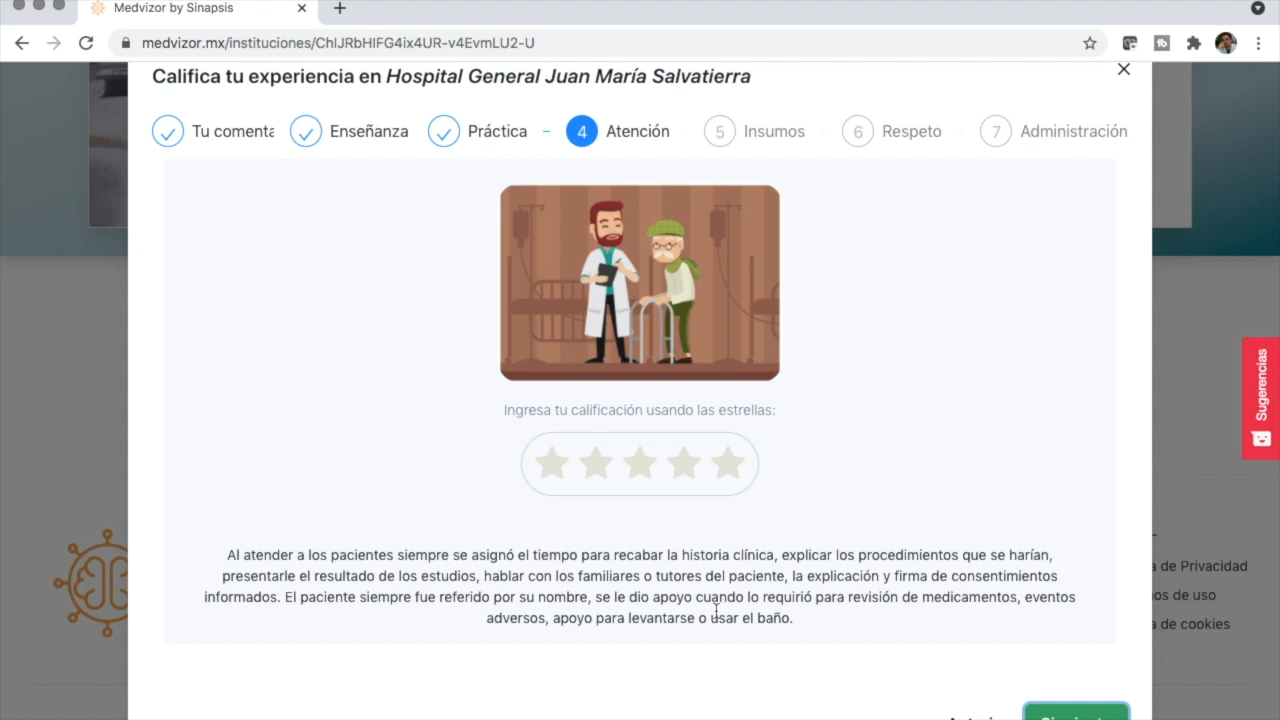 Medvizor by Sinapsis
medvizor.mx/instituciones/ChIJRbHIFG4ix4UR-v4EvmLU2-U
Califica tu experiencia en Hospital General Juan María Salvatierra
Tu comenta
Enseñanza
Práctica
4 Atención
5 Insumos
6 Respeto
7 Administración
Ingresa tu calificación usando las estrellas:
Sugerencias
Al atender a los pacientes siempre se asignó el tiempo para recabar la historia clínica, explicar los procedimientos que se harían,
presentarle el resultado de los estudios, hablar con los familiares o tutores del paciente, la explicación y firma de consentimientos
informados. El paciente siempre fue referido por su nombre, se le dio apoyo cuando lo requirió para revisión de medicamentos, eventos
adversos, apoyo para levantarse o usar el baño.
a de Privacidad
os de uso
a de cookies